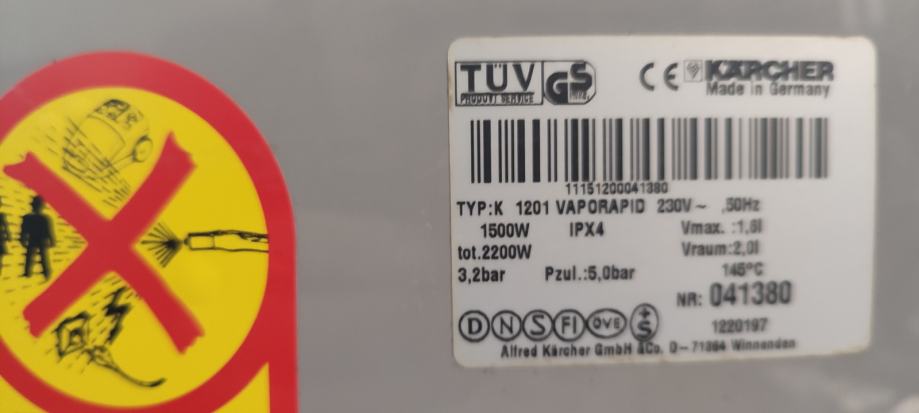 TÜV GS CE KÄRCHER
PRODUCT SERVICE
Made in Germany
11151200041380
TYP:K 1201 VAPORAPID 230V~ 50Hz
1500W IPX4 Vmax. :1,6l
tot.2200W Vraum:2,0l
3,2bar Pzul.:5,0bar 145°C
NR: 041380
D N S FI OVE +S
1220197
Alfred Kärcher GmbH &Co. D-71364 Winnenden